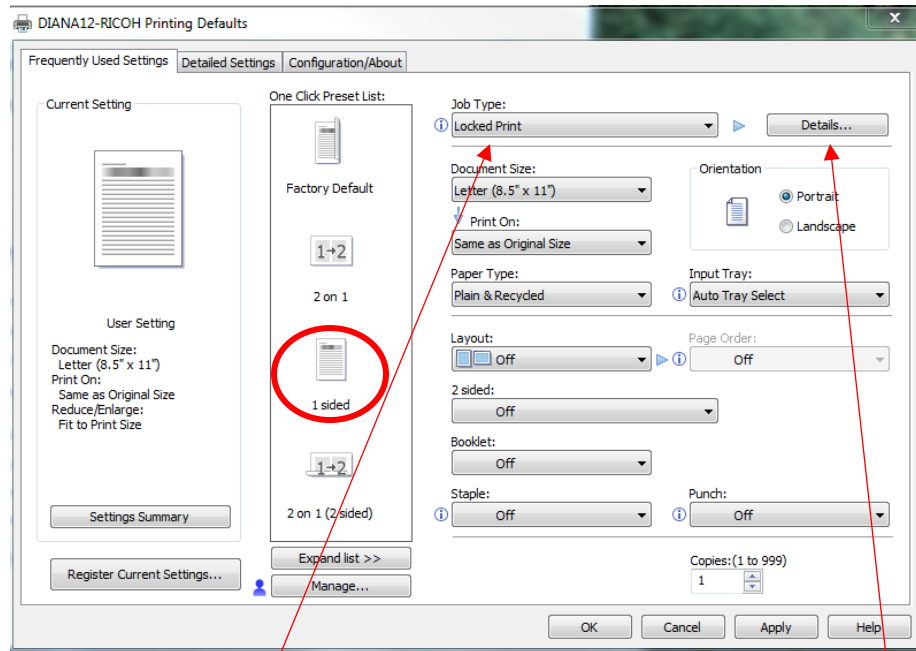 DIANA12-RICOH Printing Defaults
x
Frequently Used Settings Detailed Settings Configuration/About
Current Setting
User Setting
Document Size:
Letter (8.5" x 11")
Print On:
Same as Original Size
Reduce/Enlarge:
Fit to Print Size
Settings Summary
Register Current Settings...
One Click Preset List:
Factory Default
1→2
2 on 1
1 sided
1→2
2 on 1 (2 sided)
Expand list >>
Manage...
Job Type:
Locked Print
Details...
Document Size:
Letter (8.5" x 11")
Print On:
Same as Original Size
Orientation
Portrait
Landscape
Paper Type:
Plain & Recycled
Input Tray:
Auto Tray Select
Layout:
Off
Page Order:
Off
2 sided:
Off
Booklet:
Off
Staple:
Off
Punch:
Off
Copies:(1 to 999)
1
OK Cancel Apply Help